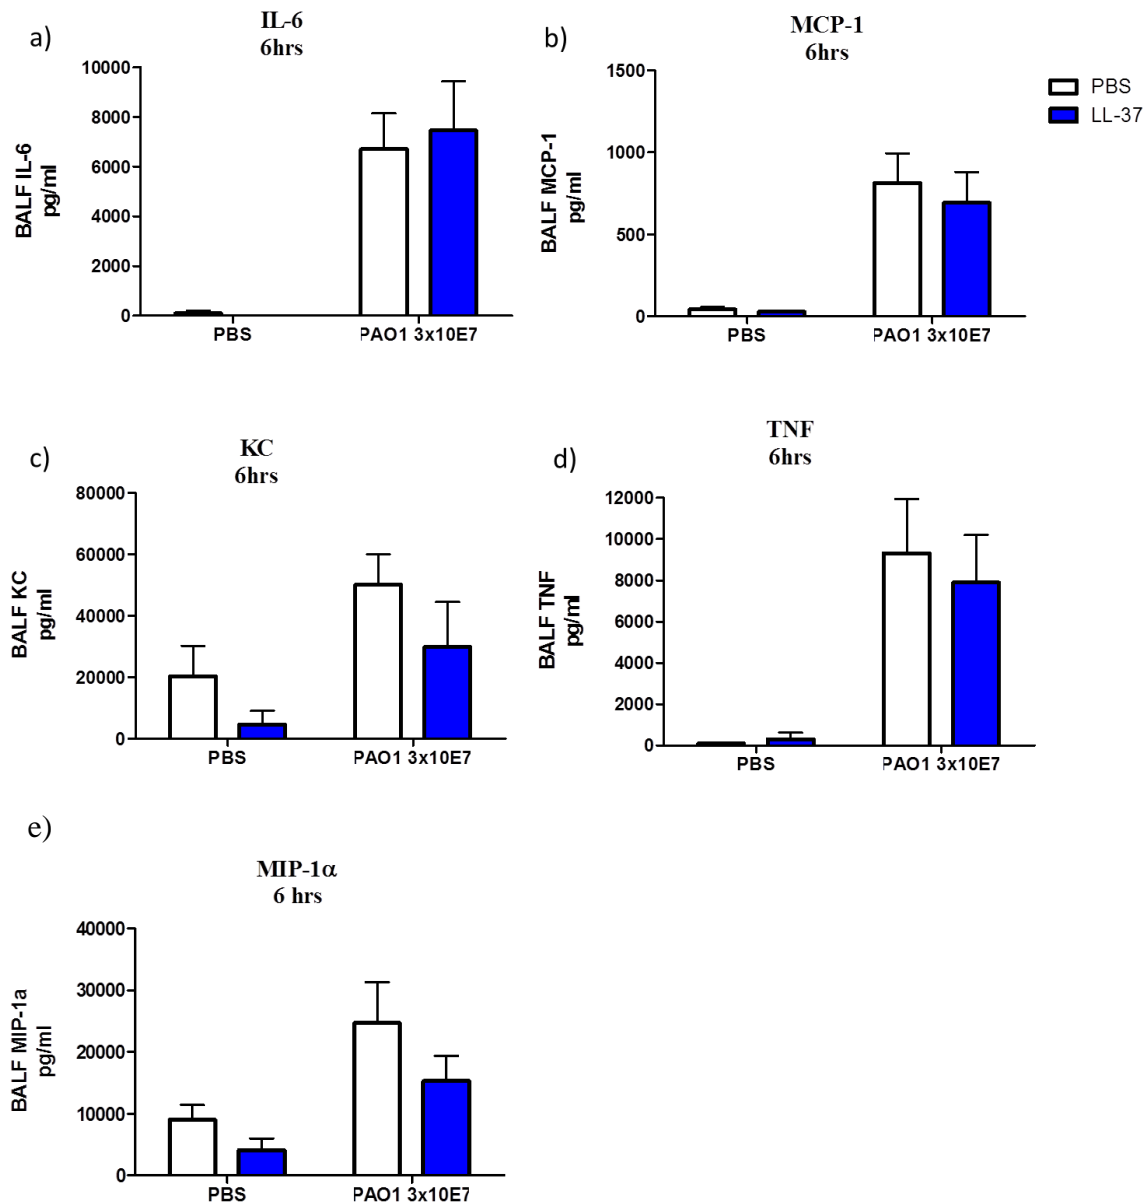 a)
IL-6
6hrs
10000
8000
6000
4000
2000
0
BALF IL-6
pg/ml
PBS
PAO1 3x10E7
b)
MCP-1
6hrs
1500
1000
500
0
BALF MCP-1
pg/ml
PBS
PAO1 3x10E7
PBS
LL-37
c)
KC
6hrs
80000
60000
40000
20000
0
BALF KC
pg/ml
PBS
PAO1 3x10E7
d)
TNF
6hrs
12000
10000
8000
6000
4000
2000
0
BALF TNF
pg/ml
PBS
PAO1 3x10E7
e)
MIP-1α
6 hrs
40000
30000
20000
10000
0
BALF MIP-1a
pg/ml
PBS
PAO1 3x10E7